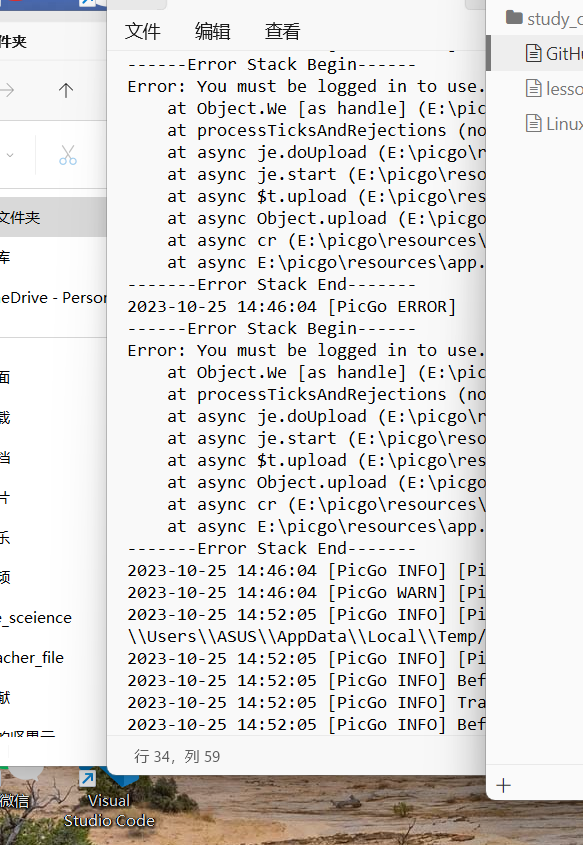 文件 编辑 查看
------Error Stack Begin------
Error: You must be logged in to use.
at Object.We [as handle] (E:\pic
at processTicksAndRejections (no
at async je.doUpload (E:\picgo\r
at async je.start (E:\picgo\reso
at async $t.upload (E:\picgo\res
at async Object.upload (E:\picgo
at async cr (E:\picgo\resources\
at async E:\picgo\resources\app.
-------Error Stack End-------
2023-10-25 14:46:04 [PicGo ERROR]
------Error Stack Begin------
Error: You must be logged in to use.
at Object.We [as handle] (E:\pic
at processTicksAndRejections (no
at async je.doUpload (E:\picgo\r
at async je.start (E:\picgo\reso
at async $t.upload (E:\picgo\res
at async Object.upload (E:\picgo
at async cr (E:\picgo\resources\
at async E:\picgo\resources\app.
-------Error Stack End-------
2023-10-25 14:46:04 [PicGo INFO] [Pi
2023-10-25 14:46:04 [PicGo WARN] [Pi
2023-10-25 14:52:05 [PicGo INFO] [Pi
\\Users\\ASUS\\AppData\\Local\\Temp/
2023-10-25 14:52:05 [PicGo INFO] [Pi
2023-10-25 14:52:05 [PicGo INFO] Bef
2023-10-25 14:52:05 [PicGo INFO] Tra
2023-10-25 14:52:05 [PicGo INFO] Bef
行 34, 列 59
件夹
文件夹
库
eDrive - Person
面
载
档
片
乐
频
e_sceience
acher_file
献
study_c
GitHu
lesso
Linux
微信
Visual
Studio Code